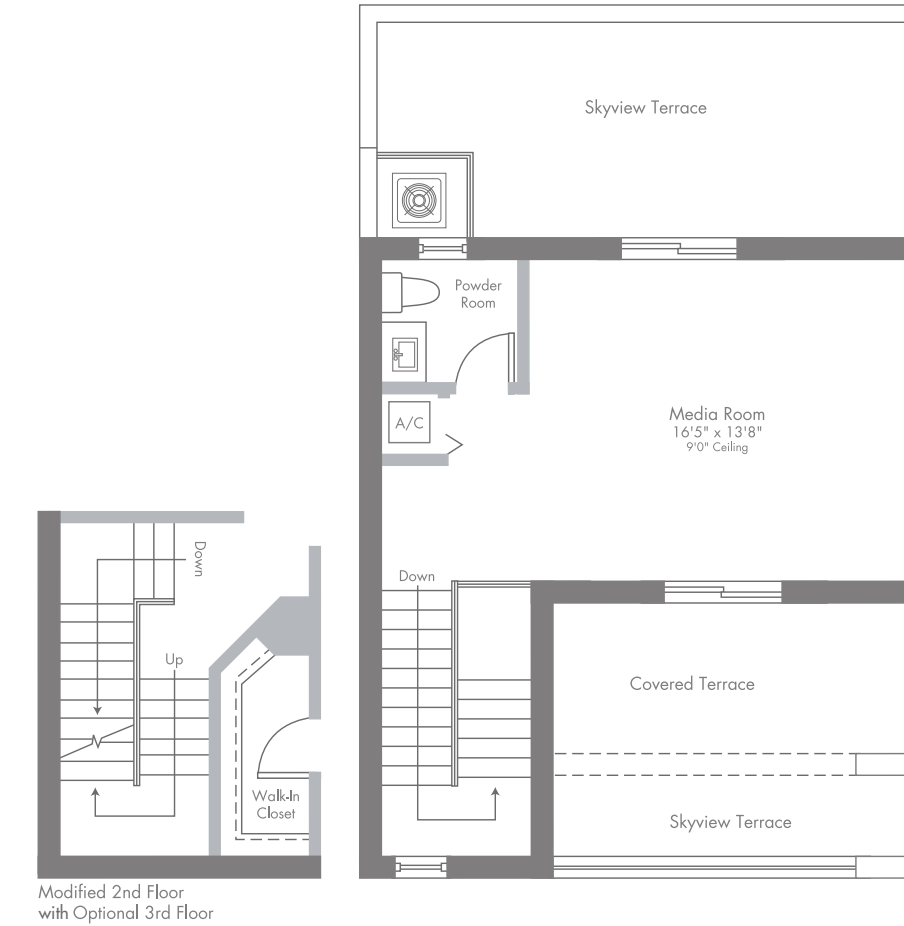 Skyview Terrace
Powder
Room
A/C
Media Room
16'5" x 13'8"
9'0" Ceiling
Down
Covered Terrace
Skyview Terrace
Down
Up
Walk-In
Closet
Modified 2nd Floor
with Optional 3rd Floor